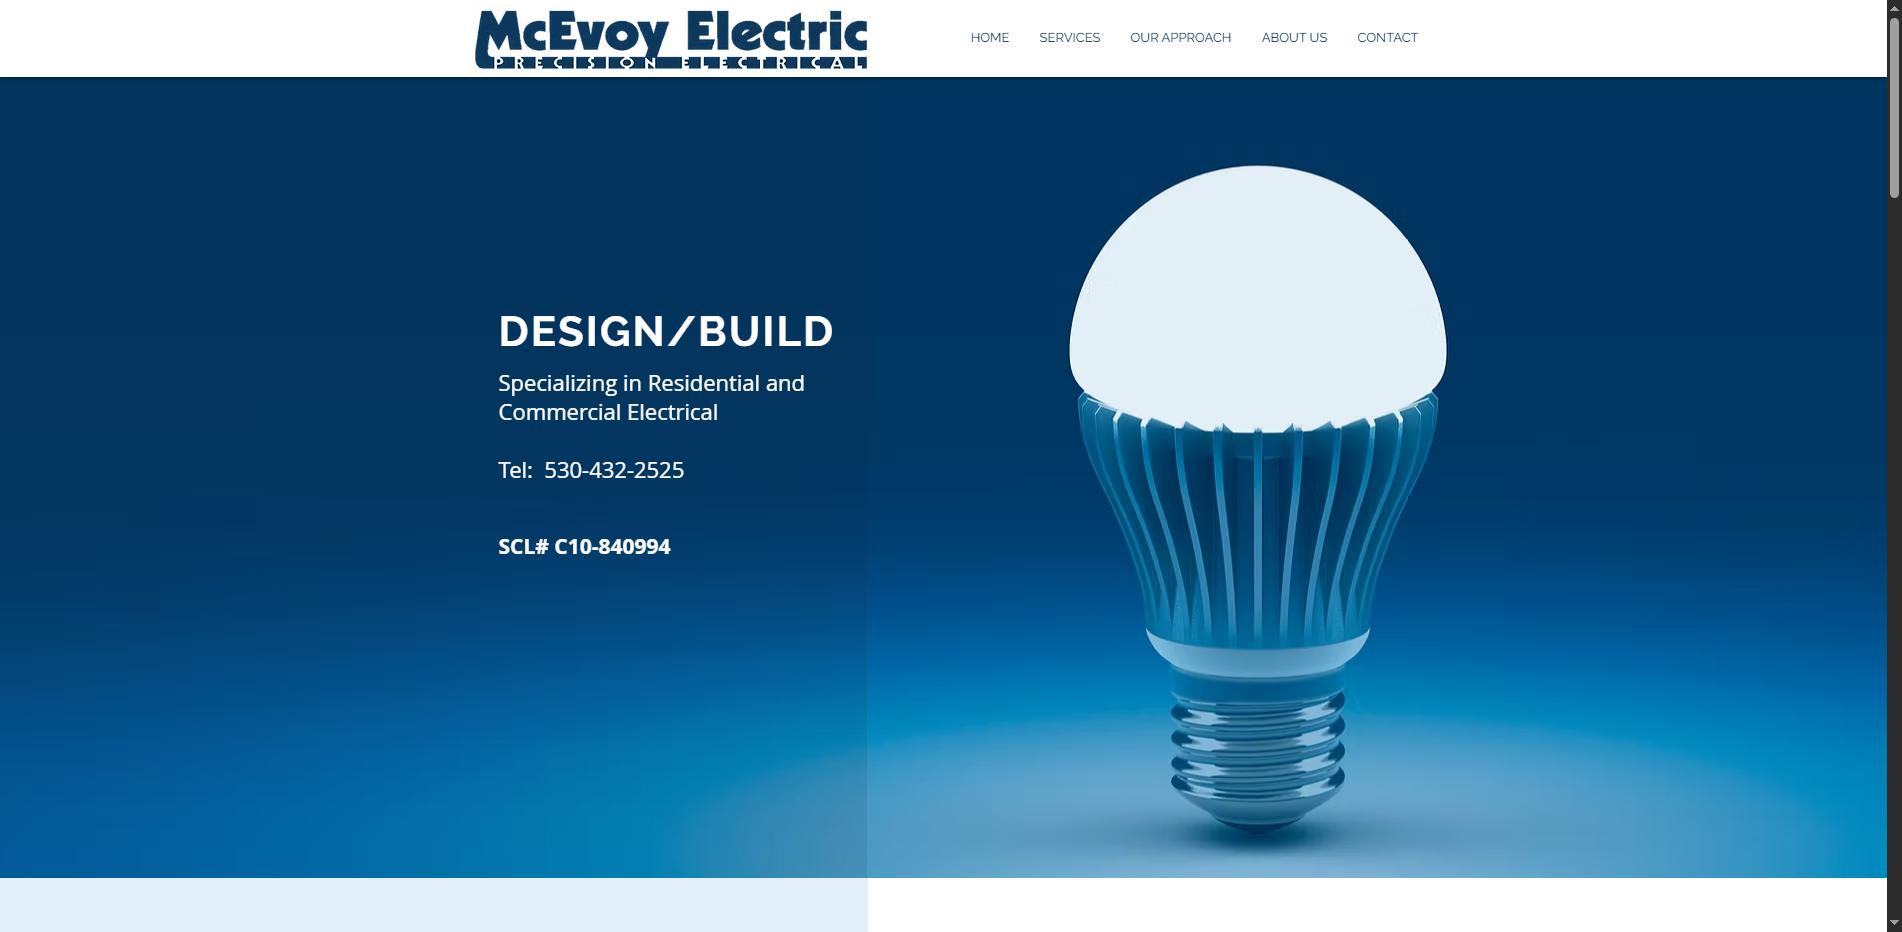 McEvoy Electric
PRECISION ELECTRICAL
HOME
SERVICES
OUR APPROACH
ABOUT US
CONTACT
DESIGN/BUILD
Specializing in Residential and
Commercial Electrical
Tel: 530-432-2525
SCL# C10-840994